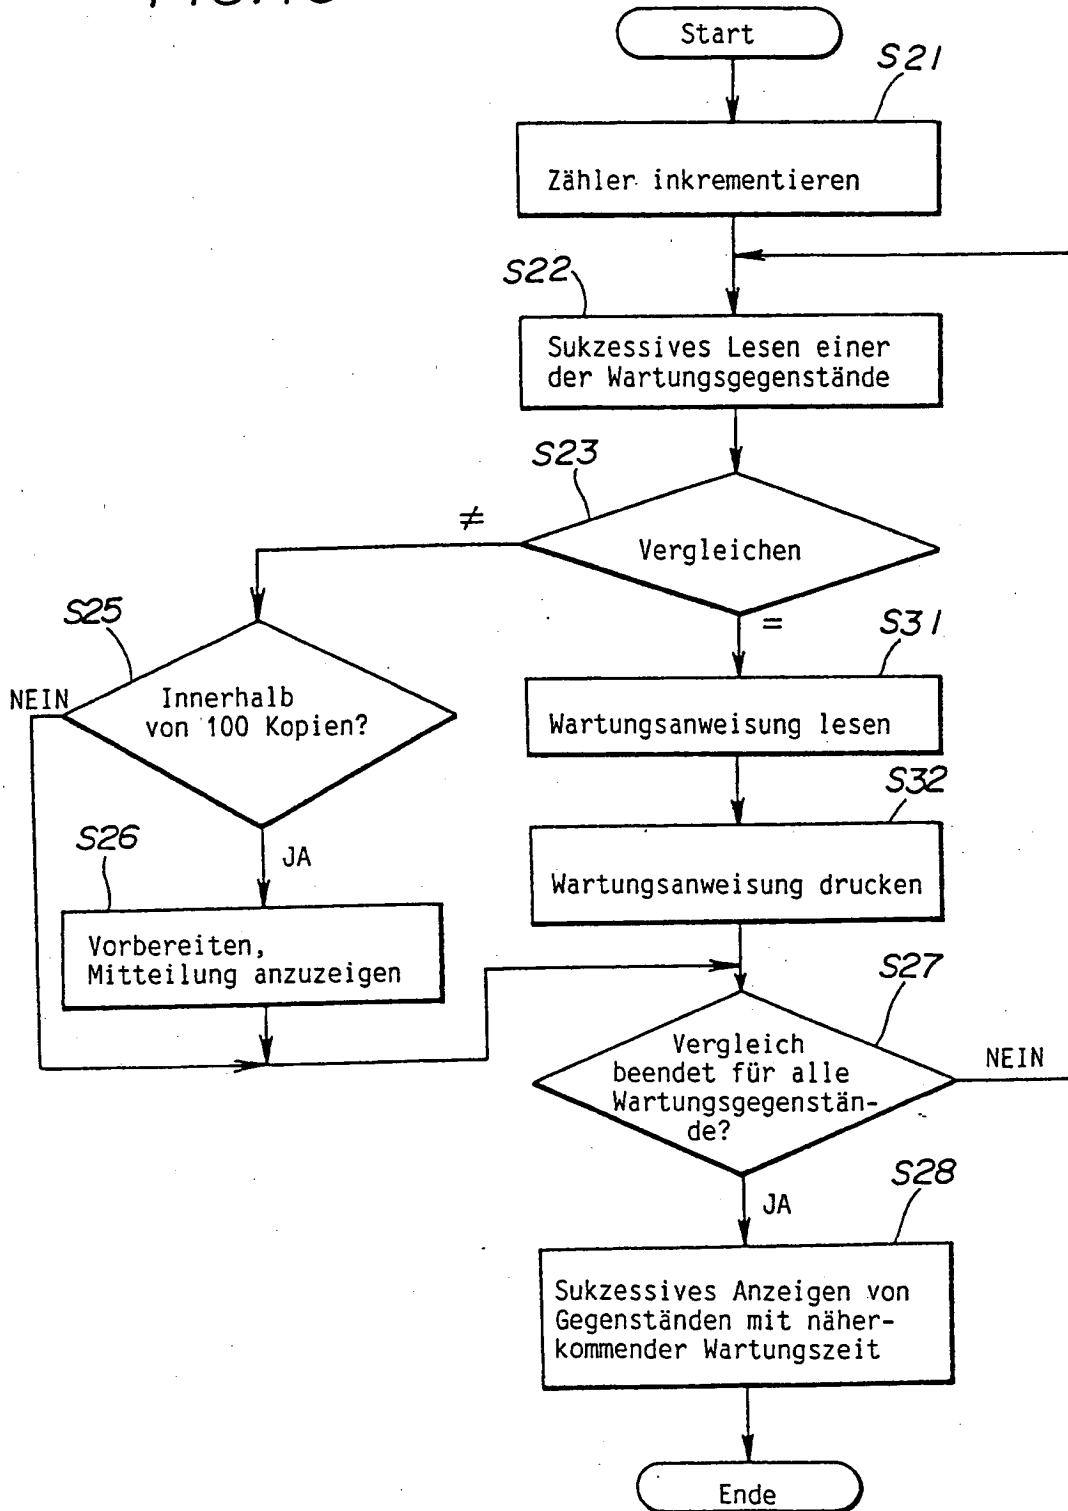 Start
S21
Zähler inkrementieren
S22
Sukzessives Lesen einer
der Wartungsgegenstände
S23
≠
Vergleichen
=
S25
NEIN
Innerhalb
von 100 Kopien?
S31
Wartungsanweisung lesen
S32
Wartungsanweisung drucken
JA
S26
Vorbereiten,
Mitteilung anzuzeigen
S27
Vergleich
beendet für alle
Wartungsgegenstän-
de?
NEIN
JA
S28
Sukzessives Anzeigen von
Gegenständen mit näher-
kommender Wartungszeit
Ende